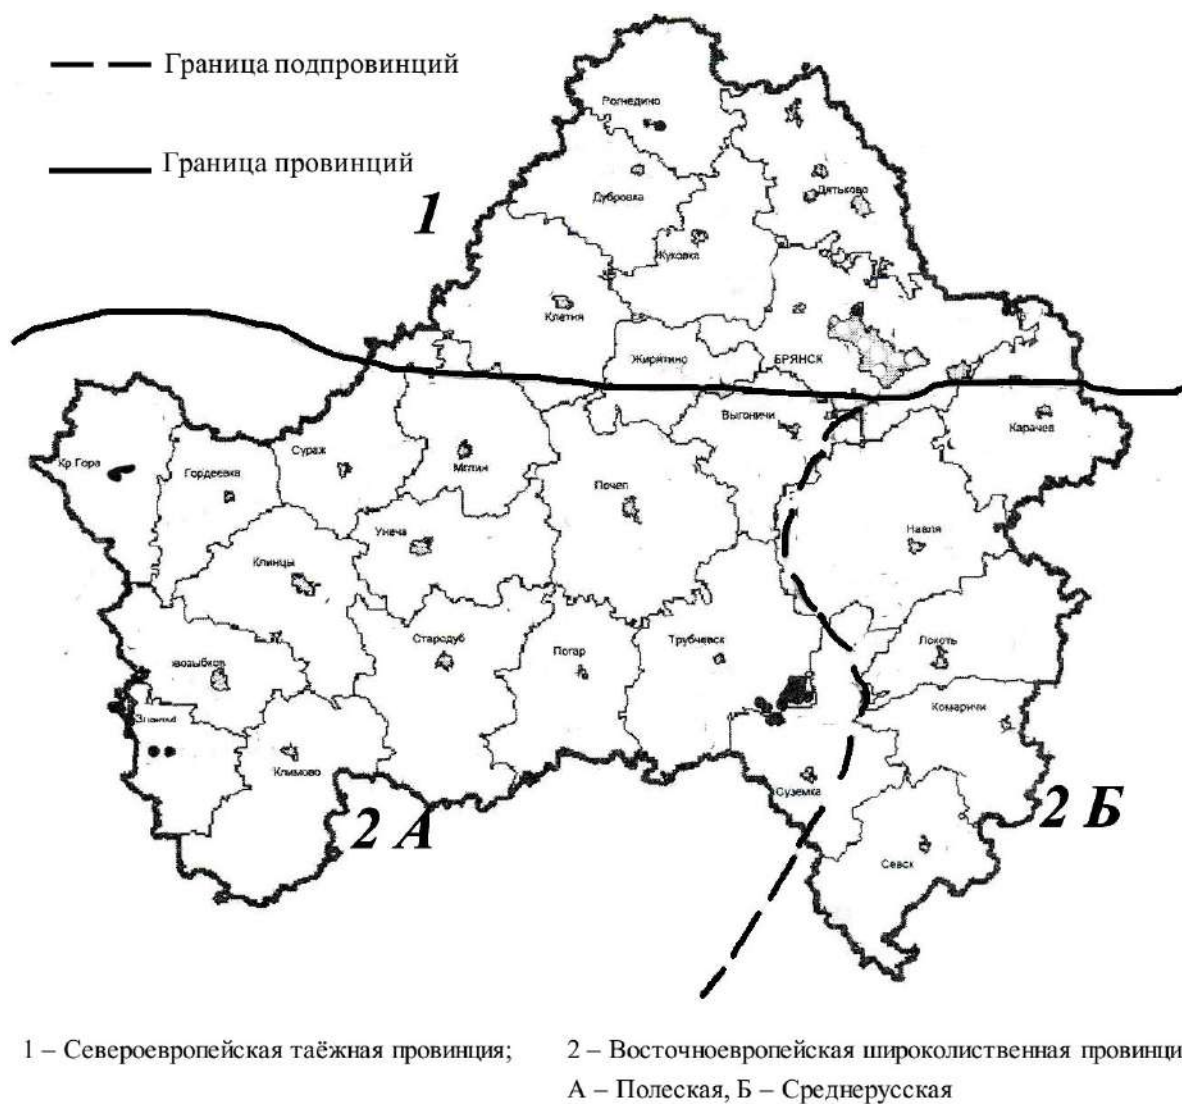 Граница подпровинций
Рогнедино
Граница провинций
Дятьково
Дубровка
1
Жуковка
Клетня
Жирятино
БРЯНСК
Выгоничи
Карачев
Сураж
Кр.Гора
Гордеевка
Мглин
Почеп
Унеча
Навля
Клинцы
Стародуб
Трубчевск
Локоть
Погар
возыбков
Комаричи
Климово
Суземка
2 А
2 Б
Севск
1 – Североевропейская таёжная провинция;
2 – Восточноевропейская широколиственная провинци
А – Полеская, Б – Среднерусская